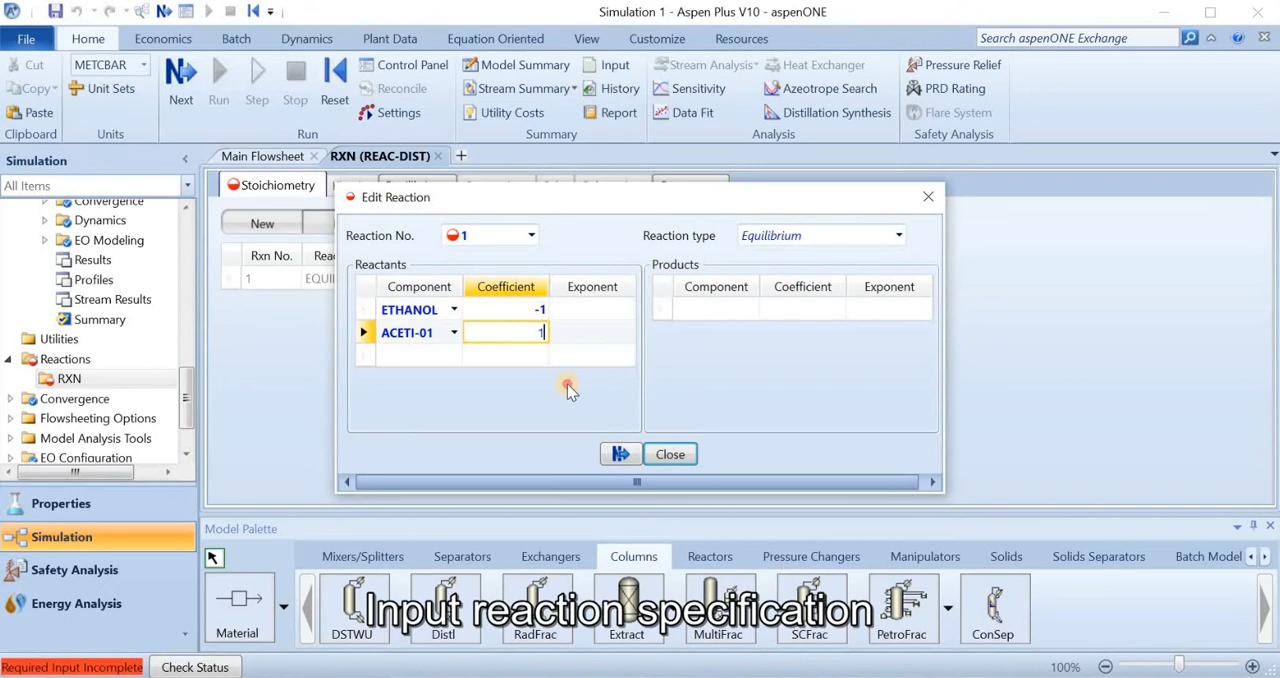 Simulation 1 - Aspen Plus V10 - aspenONE
File Home Economics Batch Dynamics Plant Data Equation Oriented View Customize Resources Search aspenONE Exchange
Cut METCBAR Control Panel Model Summary Input Stream Analysis Heat Exchanger Pressure Relief
Copy Unit Sets Next Run Step Stop Reset Reconcile Stream Summary History Sensitivity Azeotrope Search PRD Rating
Paste Settings Utility Costs Report Data Fit Distillation Synthesis Flare System
Clipboard Units Run Summary Analysis Safety Analysis
Simulation Main Flowsheet RXN (REAC-DIST)
All Items
Stoichiometry
Convergence
Dynamics
EO Modeling
Results
Profiles
Stream Results
Summary
Utilities
Reactions
RXN
Convergence
Flowsheeting Options
Model Analysis Tools
EO Configuration
New
Rxn No.
1 EQUI
Edit Reaction
Reaction No. 1 Reaction type Equilibrium
Reactants Products
Component Coefficient Exponent Component Coefficient Exponent
ETHANOL -1
ACETI-01 1
Close
Properties
Simulation
Safety Analysis
Energy Analysis
Model Palette
Mixers/Splitters Separators Exchangers Columns Reactors Pressure Changers Manipulators Solids Solids Separators Batch Model
Material DSTWU Distl RadFrac Extract MultiFrac SCFrac PetroFrac ConSep
Input reaction specification
Required Input Incomplete Check Status 100%